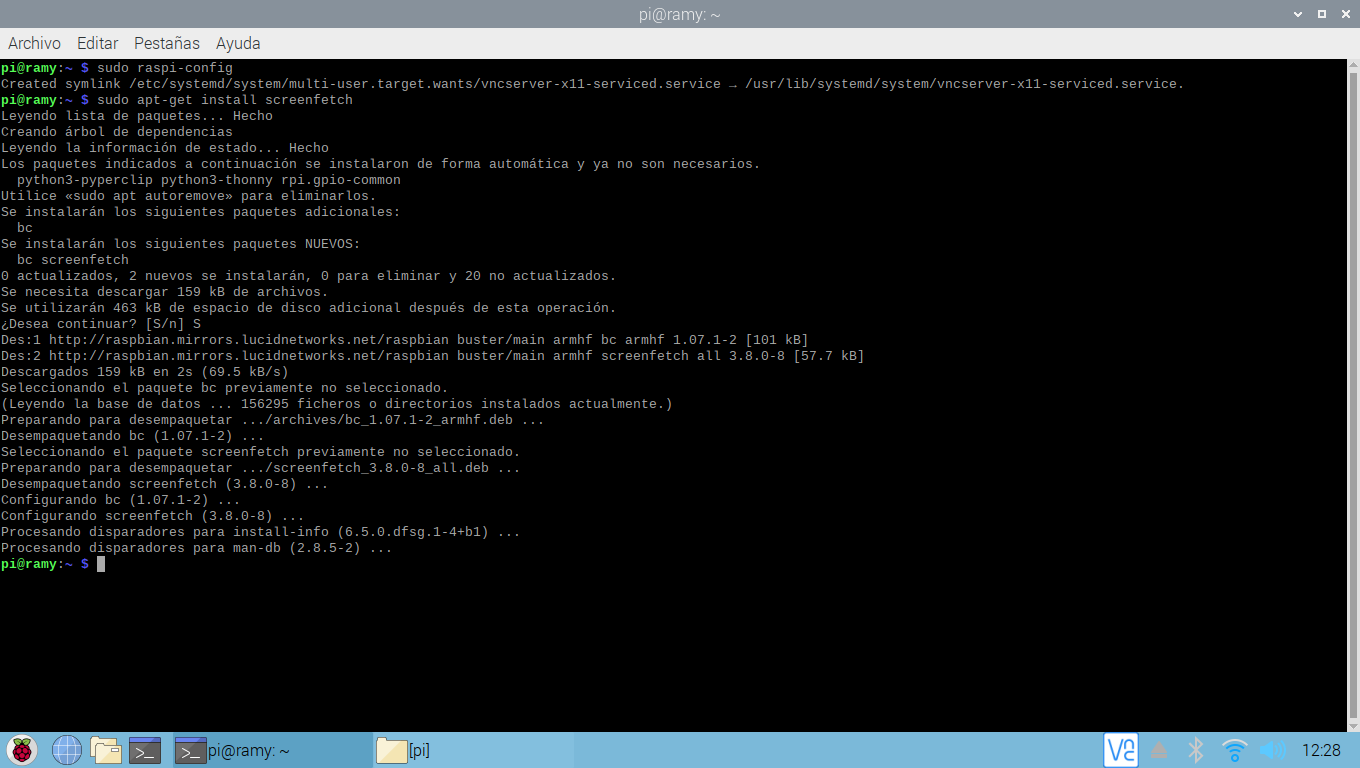 pi@ramy: ~
Archivo Editar Pestañas Ayuda
pi@ramy:~ $ sudo raspi-config
Created symlink /etc/systemd/system/multi-user.target.wants/vncserver-x11-serviced.service → /usr/lib/systemd/system/vncserver-x11-serviced.service.
pi@ramy:~ $ sudo apt-get install screenfetch
Leyendo lista de paquetes... Hecho
Creando árbol de dependencias
Leyendo la información de estado... Hecho
Los paquetes indicados a continuación se instalaron de forma automática y ya no son necesarios.
  python3-pyperclip python3-thonny rpi.gpio-common
Utilice «sudo apt autoremove» para eliminarlos.
Se instalarán los siguientes paquetes adicionales:
  bc
Se instalarán los siguientes paquetes NUEVOS:
  bc screenfetch
0 actualizados, 2 nuevos se instalarán, 0 para eliminar y 20 no actualizados.
Se necesita descargar 159 kB de archivos.
Se utilizarán 463 kB de espacio de disco adicional después de esta operación.
¿Desea continuar? [S/n] S
Des:1 http://raspbian.mirrors.lucidnetworks.net/raspbian buster/main armhf bc armhf 1.07.1-2 [101 kB]
Des:2 http://raspbian.mirrors.lucidnetworks.net/raspbian buster/main armhf screenfetch all 3.8.0-8 [57.7 kB]
Descargados 159 kB en 2s (69.5 kB/s)
Seleccionando el paquete bc previamente no seleccionado.
(Leyendo la base de datos ... 156295 ficheros o directorios instalados actualmente.)
Preparando para desempaquetar .../archives/bc_1.07.1-2_armhf.deb ...
Desempaquetando bc (1.07.1-2) ...
Seleccionando el paquete screenfetch previamente no seleccionado.
Preparando para desempaquetar .../screenfetch_3.8.0-8_all.deb ...
Desempaquetando screenfetch (3.8.0-8) ...
Configurando bc (1.07.1-2) ...
Configurando screenfetch (3.8.0-8) ...
Procesando disparadores para install-info (6.5.0.dfsg.1-4+b1) ...
Procesando disparadores para man-db (2.8.5-2) ...
pi@ramy:~ $
>_ >_ pi@ramy: ~ [pi] VNC 12:28